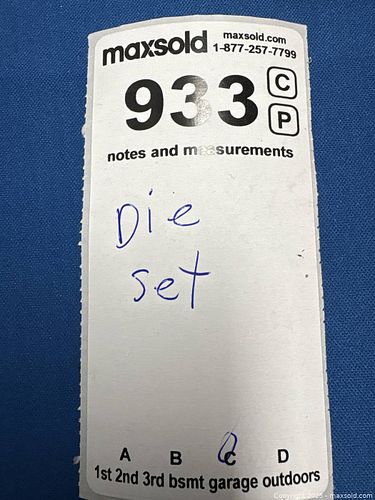 maxsold maxsold.com
1-877-257-7799
933 C
P
notes and measurements
Die
set
A B C D
1st 2nd 3rd bsmt garage outdoors
Copyright 2025 - maxsold.com